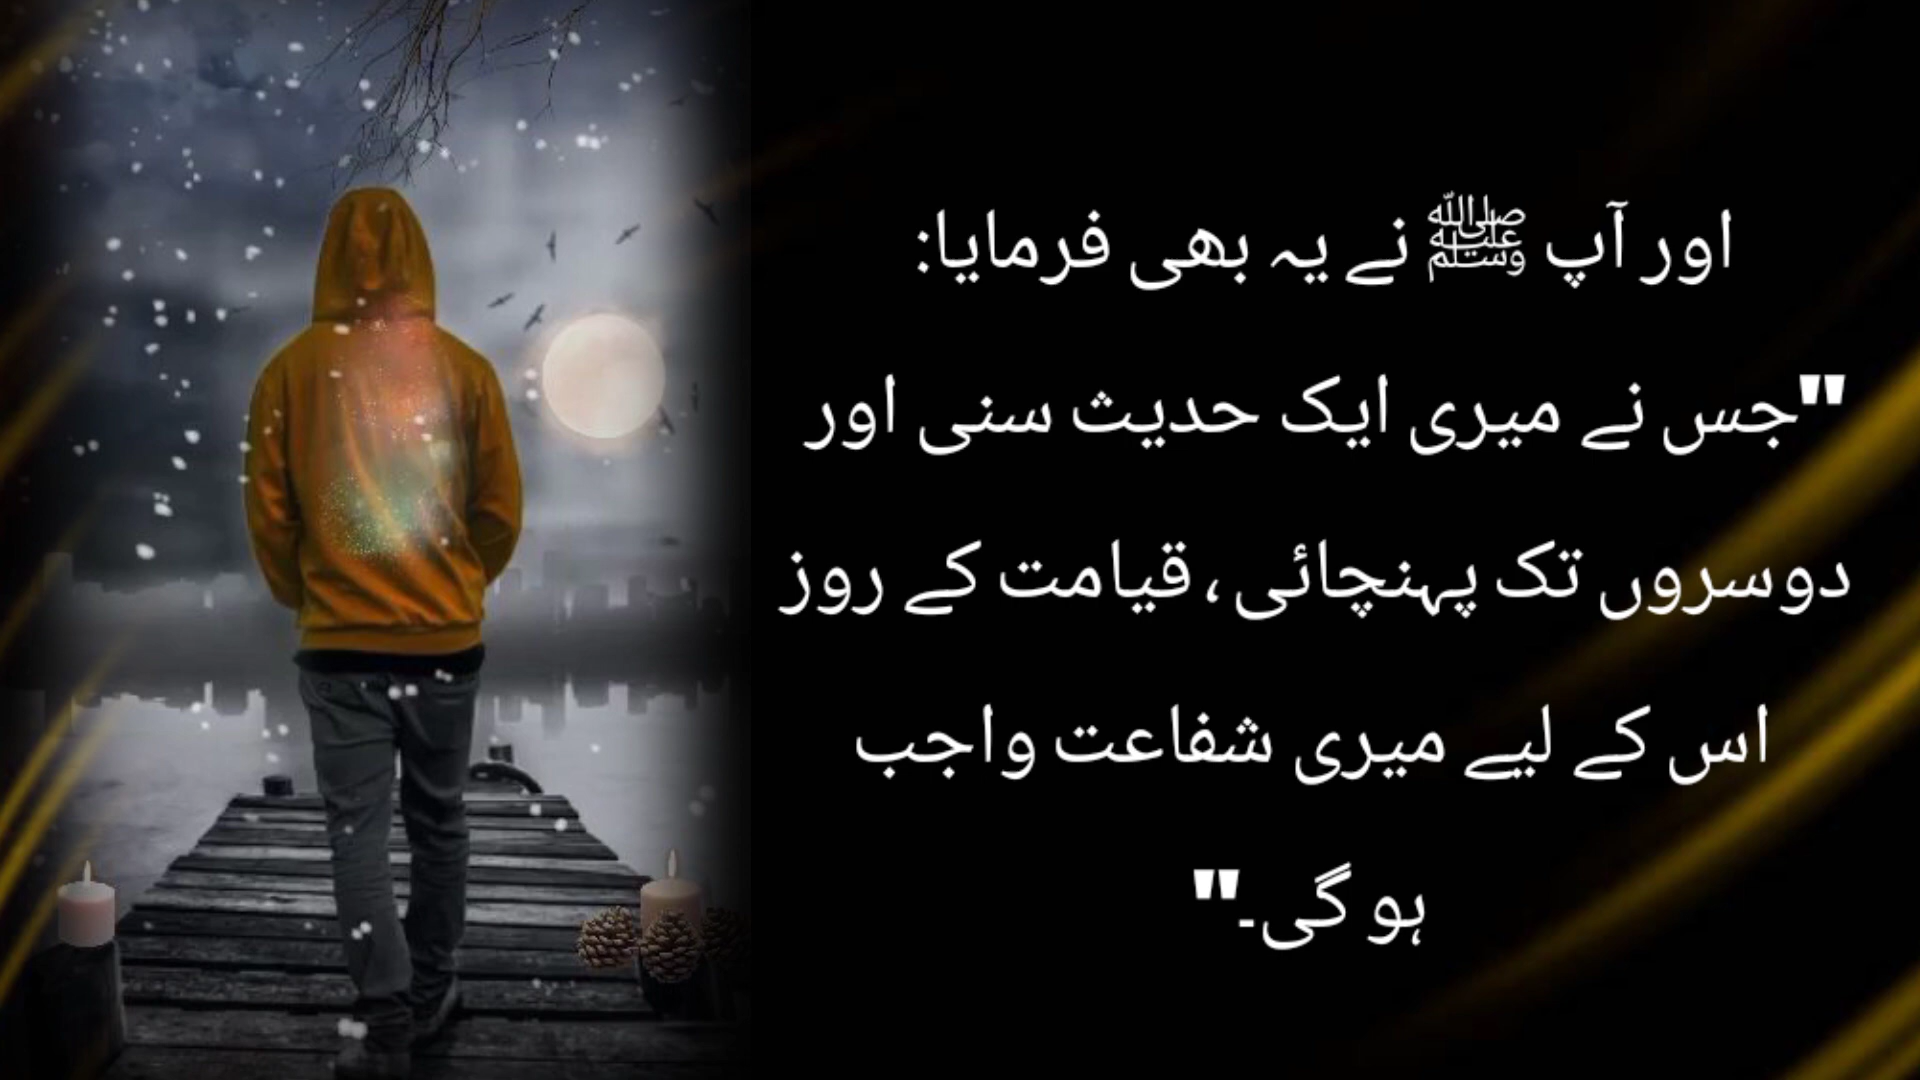 اور آپ ﷺ نے یہ بھی فرمایا:
"جس نے میری ایک حدیث سنی اور
دوسروں تک پہنچائی، قیامت کے روز
اس کے لیے میری شفاعت واجب
ہو گی۔"